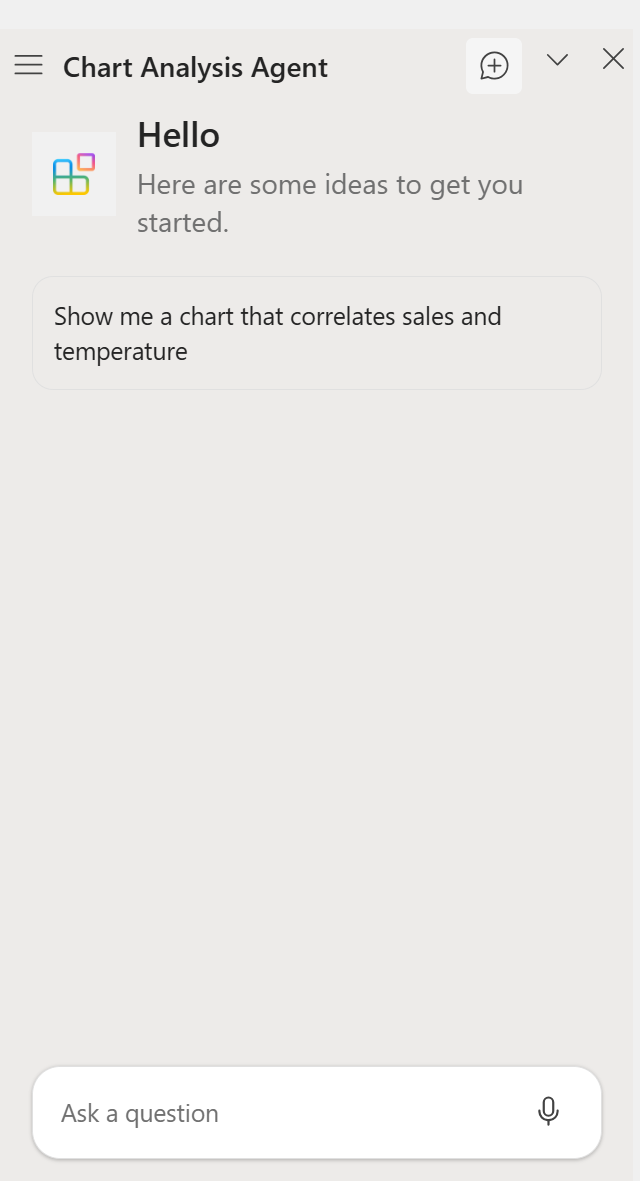 Chart Analysis Agent
Hello
Here are some ideas to get you
started.
Show me a chart that correlates sales and
temperature
Ask a question